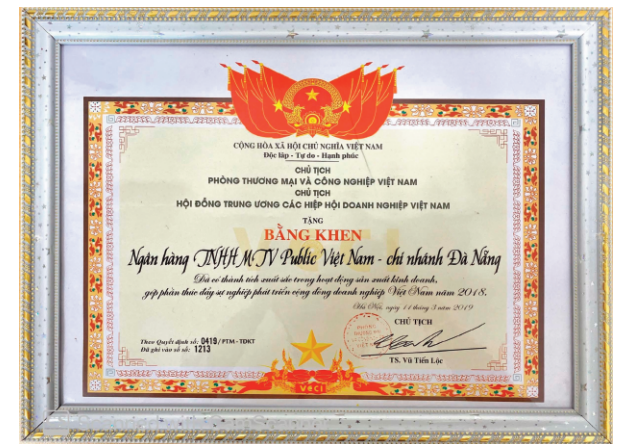 CỘNG HÒA XÃ HỘI CHỦ NGHĨA VIỆT NAM
Độc lập - Tự do - Hạnh phúc
CHỦ TỊCH
PHÒNG THƯƠNG MẠI VÀ CÔNG NGHIỆP VIỆT NAM
CHỦ TỊCH
HỘI ĐỒNG TRUNG ƯƠNG CÁC HIỆP HỘI DOANH NGHIỆP VIỆT NAM
TẶNG
BẰNG KHEN
Ngân hàng TNHH MTV Public Việt Nam - chi nhánh Đà Nẵng
Đã có thành tích xuất sắc trong hoạt động sản xuất kinh doanh,
góp phần thúc đẩy sự nghiệp phát triển cộng đồng doanh nghiệp Việt Nam năm 2018.
Hà Nội, ngày 11 tháng 3 năm 2019
CHỦ TỊCH
Theo Quyết định số: 0419/PTM - TĐKT
Đã ghi vào sổ số: 1213
TS. Vũ Tiến Lộc
VCCI